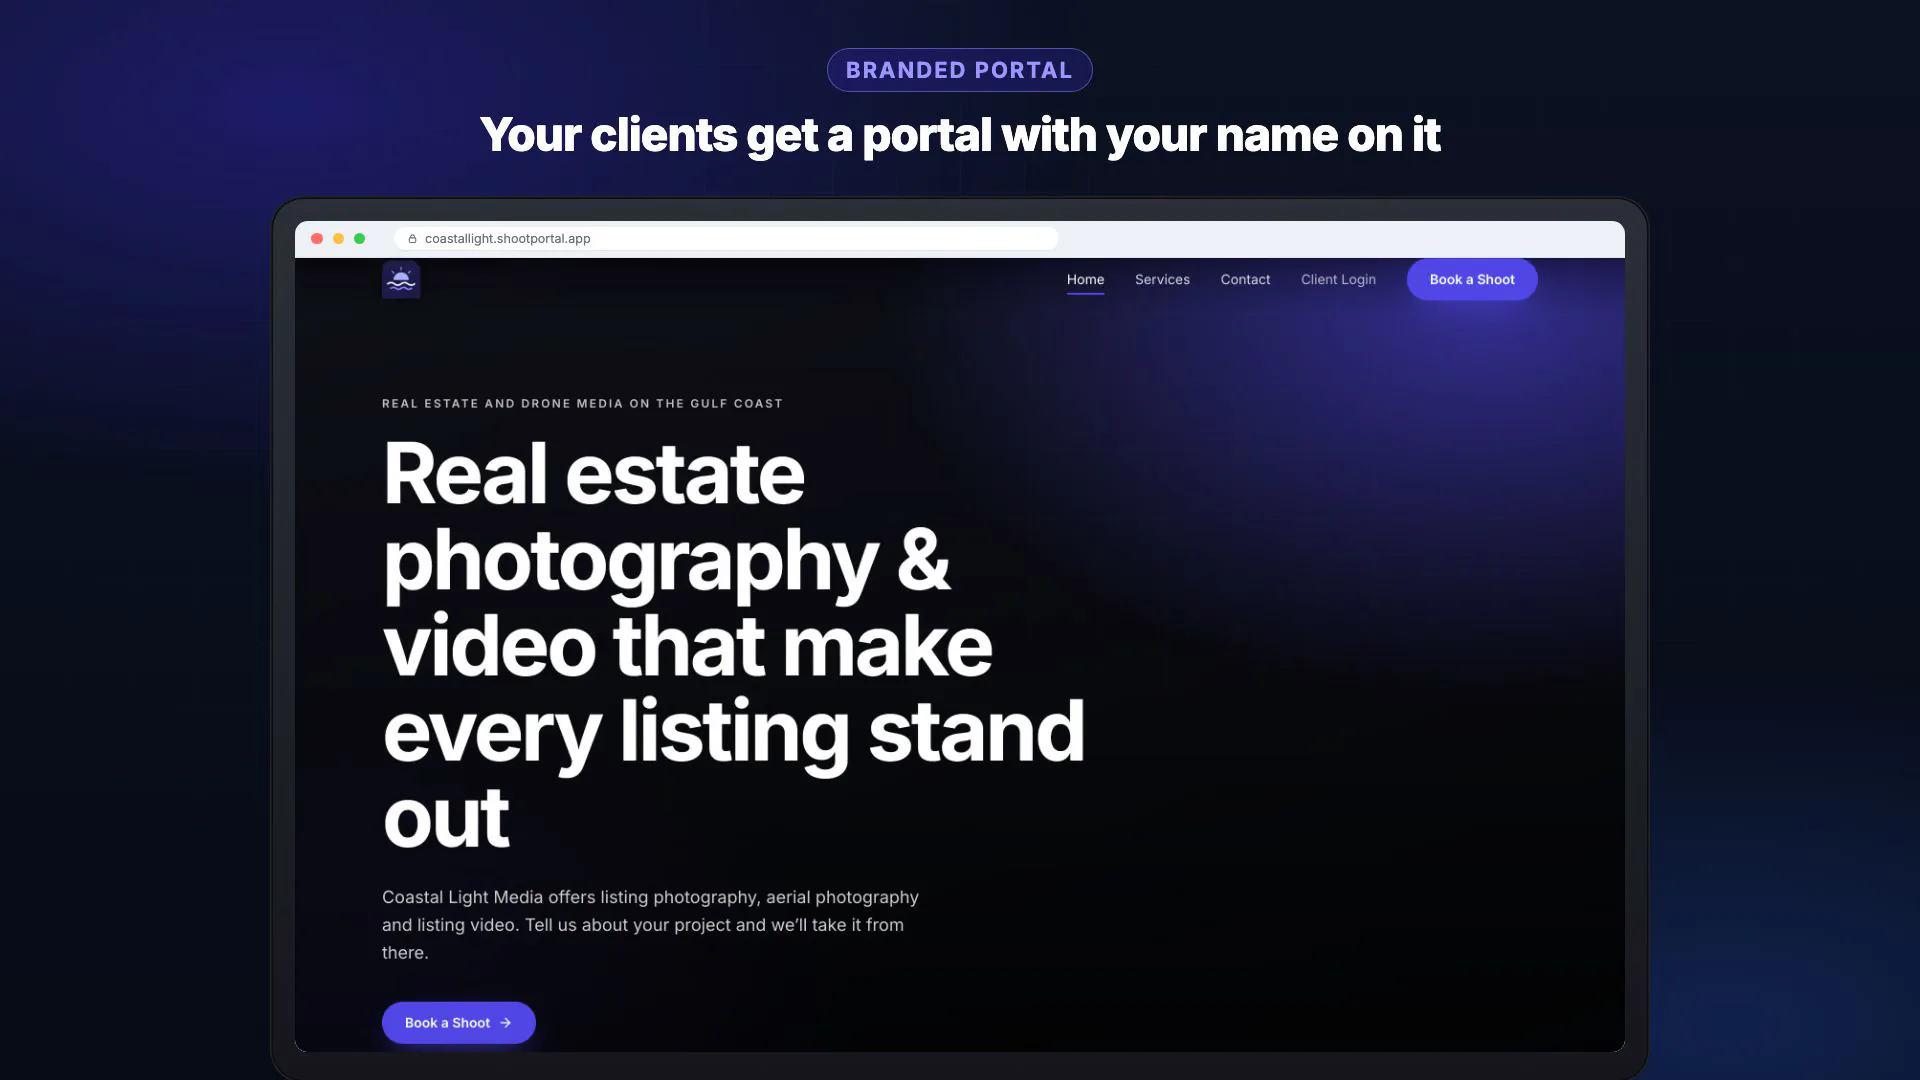 BRANDED PORTAL
Your clients get a portal with your name on it
coastallight.shootportal.app
Home
Services
Contact
Client Login
Book a Shoot
REAL ESTATE AND DRONE MEDIA ON THE GULF COAST
Real estate
photography &
video that make
every listing stand
out
Coastal Light Media offers listing photography, aerial photography
and listing video. Tell us about your project and we’ll take it from
there.
Book a Shoot →